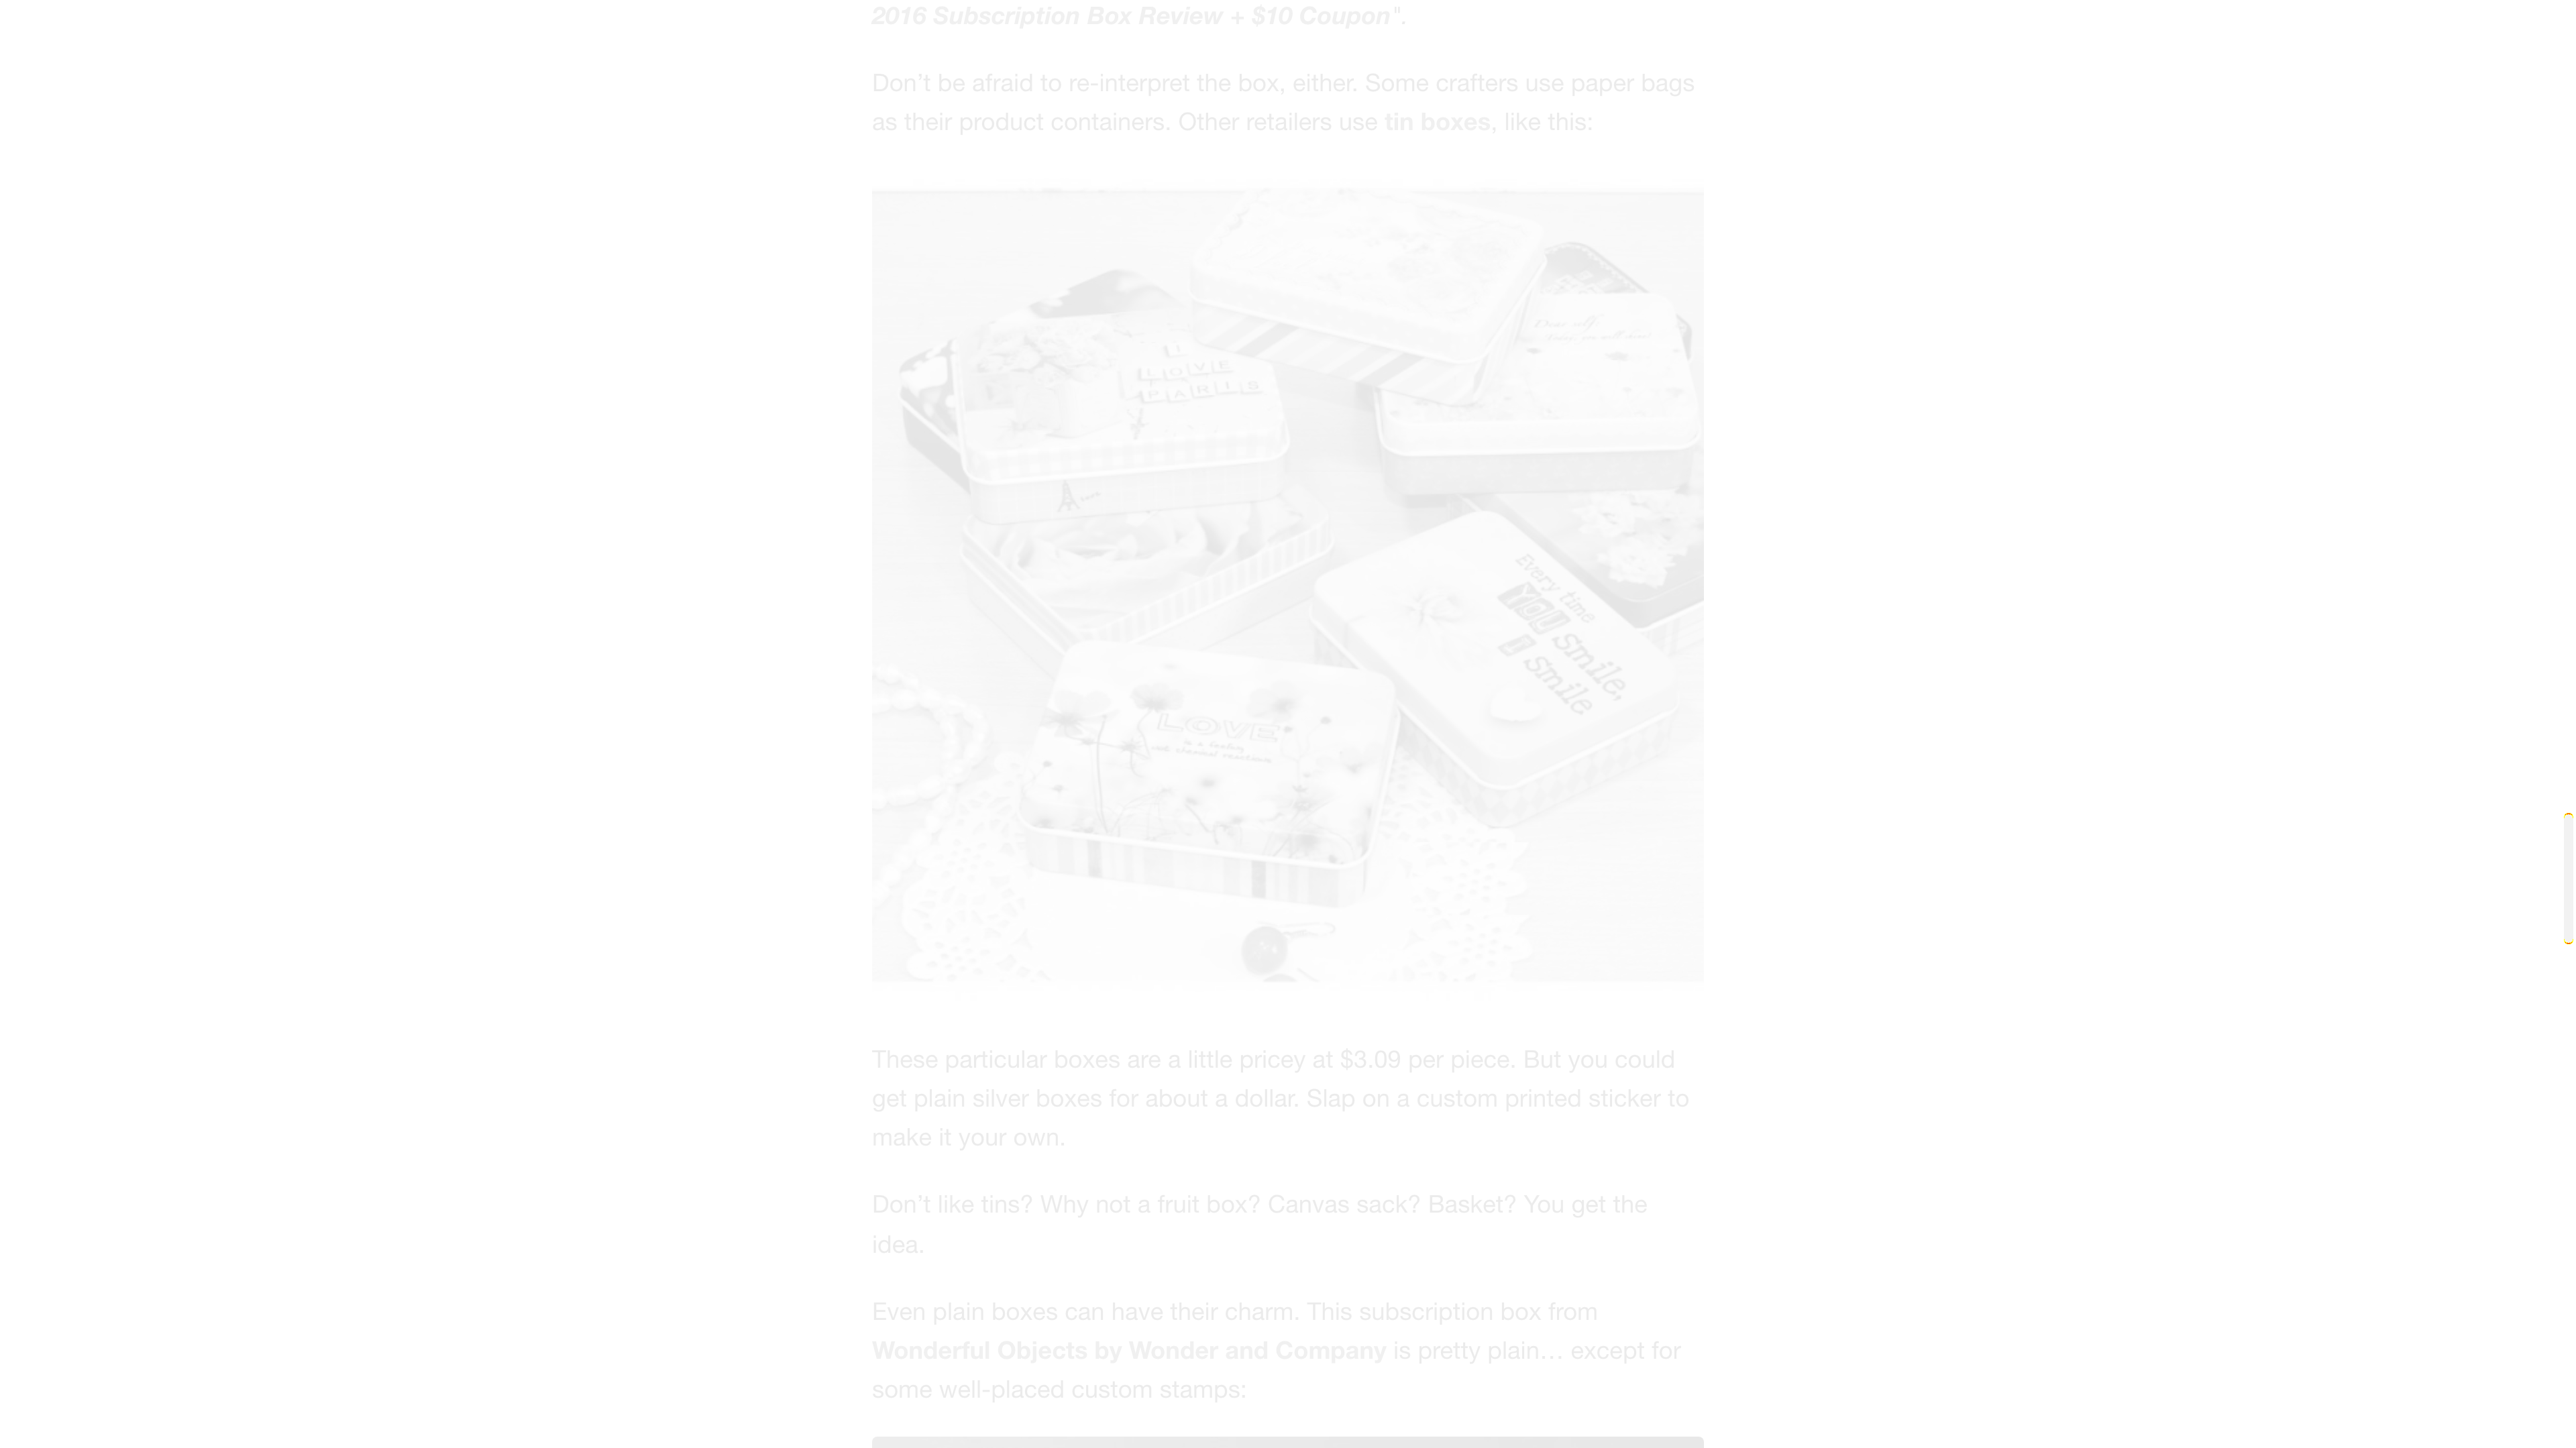 2016 Subscription Box Review + $10 Coupon".
Don’t be afraid to re-interpret the box, either. Some crafters use paper bags
as their product containers. Other retailers use tin boxes, like this:
Dear
I
LOVE
PARIS
Every time
YOU smile,
I smile
LOVE
is a
chemical reaction
These particular boxes are a little pricey at $3.09 per piece. But you could
get plain silver boxes for about a dollar. Slap on a custom printed sticker to
make it your own.
Don’t like tins? Why not a fruit box? Canvas sack? Basket? You get the
idea.
Even plain boxes can have their charm. This subscription box from
Wonderful Objects by Wonder and Company is pretty plain… except for
some well-placed custom stamps: